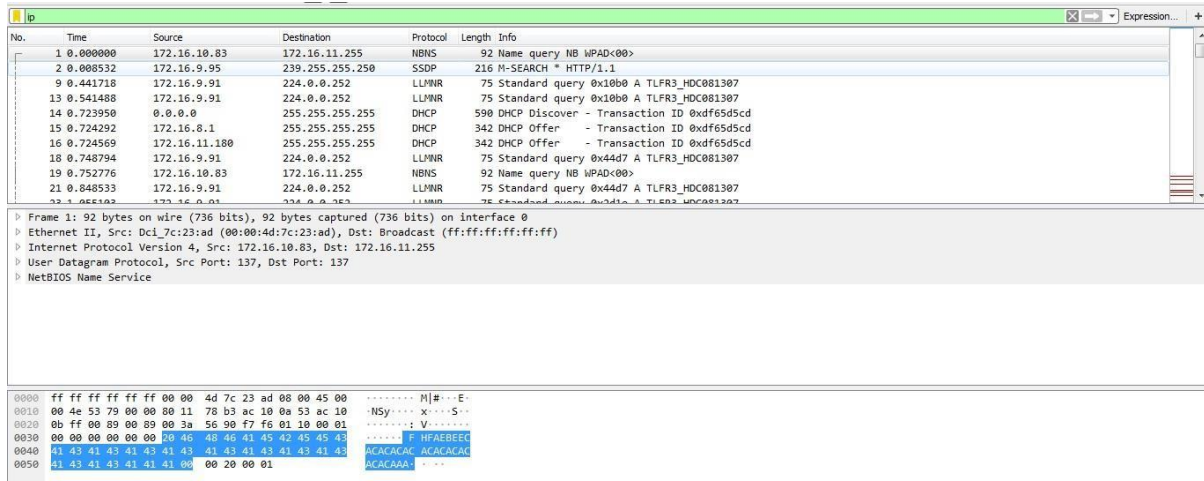 ip Expression... +
No. Time Source Destination Protocol Length Info
1 0.000000 172.16.10.83 172.16.11.255 NBNS 92 Name query NB WPAD<00>
2 0.008532 172.16.9.95 239.255.255.250 SSDP 216 M-SEARCH * HTTP/1.1
9 0.441718 172.16.9.91 224.0.0.252 LLMNR 75 Standard query 0x10b0 A TLFR3_HDC081307
13 0.541488 172.16.9.91 224.0.0.252 LLMNR 75 Standard query 0x10b0 A TLFR3_HDC081307
14 0.723950 0.0.0.0 255.255.255.255 DHCP 590 DHCP Discover - Transaction ID 0xdf65d5cd
15 0.724292 172.16.8.1 255.255.255.255 DHCP 342 DHCP Offer - Transaction ID 0xdf65d5cd
16 0.724569 172.16.11.180 255.255.255.255 DHCP 342 DHCP Offer - Transaction ID 0xdf65d5cd
18 0.748794 172.16.9.91 224.0.0.252 LLMNR 75 Standard query 0x44d7 A TLFR3_HDC081307
19 0.752776 172.16.10.83 172.16.11.255 NBNS 92 Name query NB WPAD<00>
21 0.848533 172.16.9.91 224.0.0.252 LLMNR 75 Standard query 0x44d7 A TLFR3_HDC081307
23 1.055103 172.16.9.91 224.0.0.252 LLMNR 75 Standard query 0x2d1e A TLFR3_HDC081307
Frame 1: 92 bytes on wire (736 bits), 92 bytes captured (736 bits) on interface 0
Ethernet II, Src: Dci_7c:23:ad (00:00:4d:7c:23:ad), Dst: Broadcast (ff:ff:ff:ff:ff:ff)
Internet Protocol Version 4, Src: 172.16.10.83, Dst: 172.16.11.255
User Datagram Protocol, Src Port: 137, Dst Port: 137
NetBIOS Name Service
0000 ff ff ff ff ff ff 00 00 4d 7c 23 ad 08 00 45 00 ········ M|#···E·
0010 00 4e 53 79 00 00 80 11 78 b3 ac 10 0a 53 ac 10 ·NSy···· x····S··
0020 0b ff 00 89 00 89 00 3a 56 90 f7 f6 01 10 00 01 ·······: V·······
0030 00 00 00 00 00 00 20 46 48 46 41 45 42 45 45 43 ······ F HFAEBEEC
0040 41 43 41 43 41 43 41 43 41 43 41 43 41 43 41 43 ACACACAC ACACACAC
0050 41 43 41 43 41 41 41 00 00 20 00 01 ACACAAA· · ··